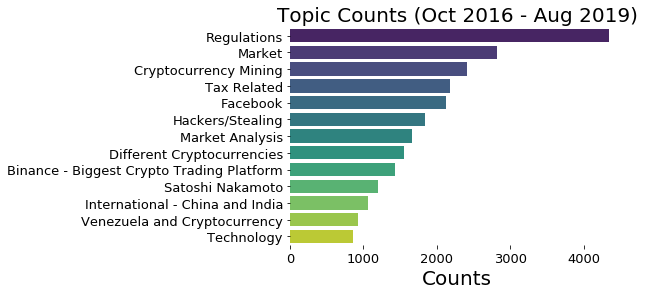 Topic Counts (Oct 2016 - Aug 2019)
Regulations
Market
Cryptocurrency Mining
Tax Related
Facebook
Hackers/Stealing
Market Analysis
Different Cryptocurrencies
Binance - Biggest Crypto Trading Platform
Satoshi Nakamoto
International - China and India
Venezuela and Cryptocurrency
Technology
0 1000 2000 3000 4000
Counts